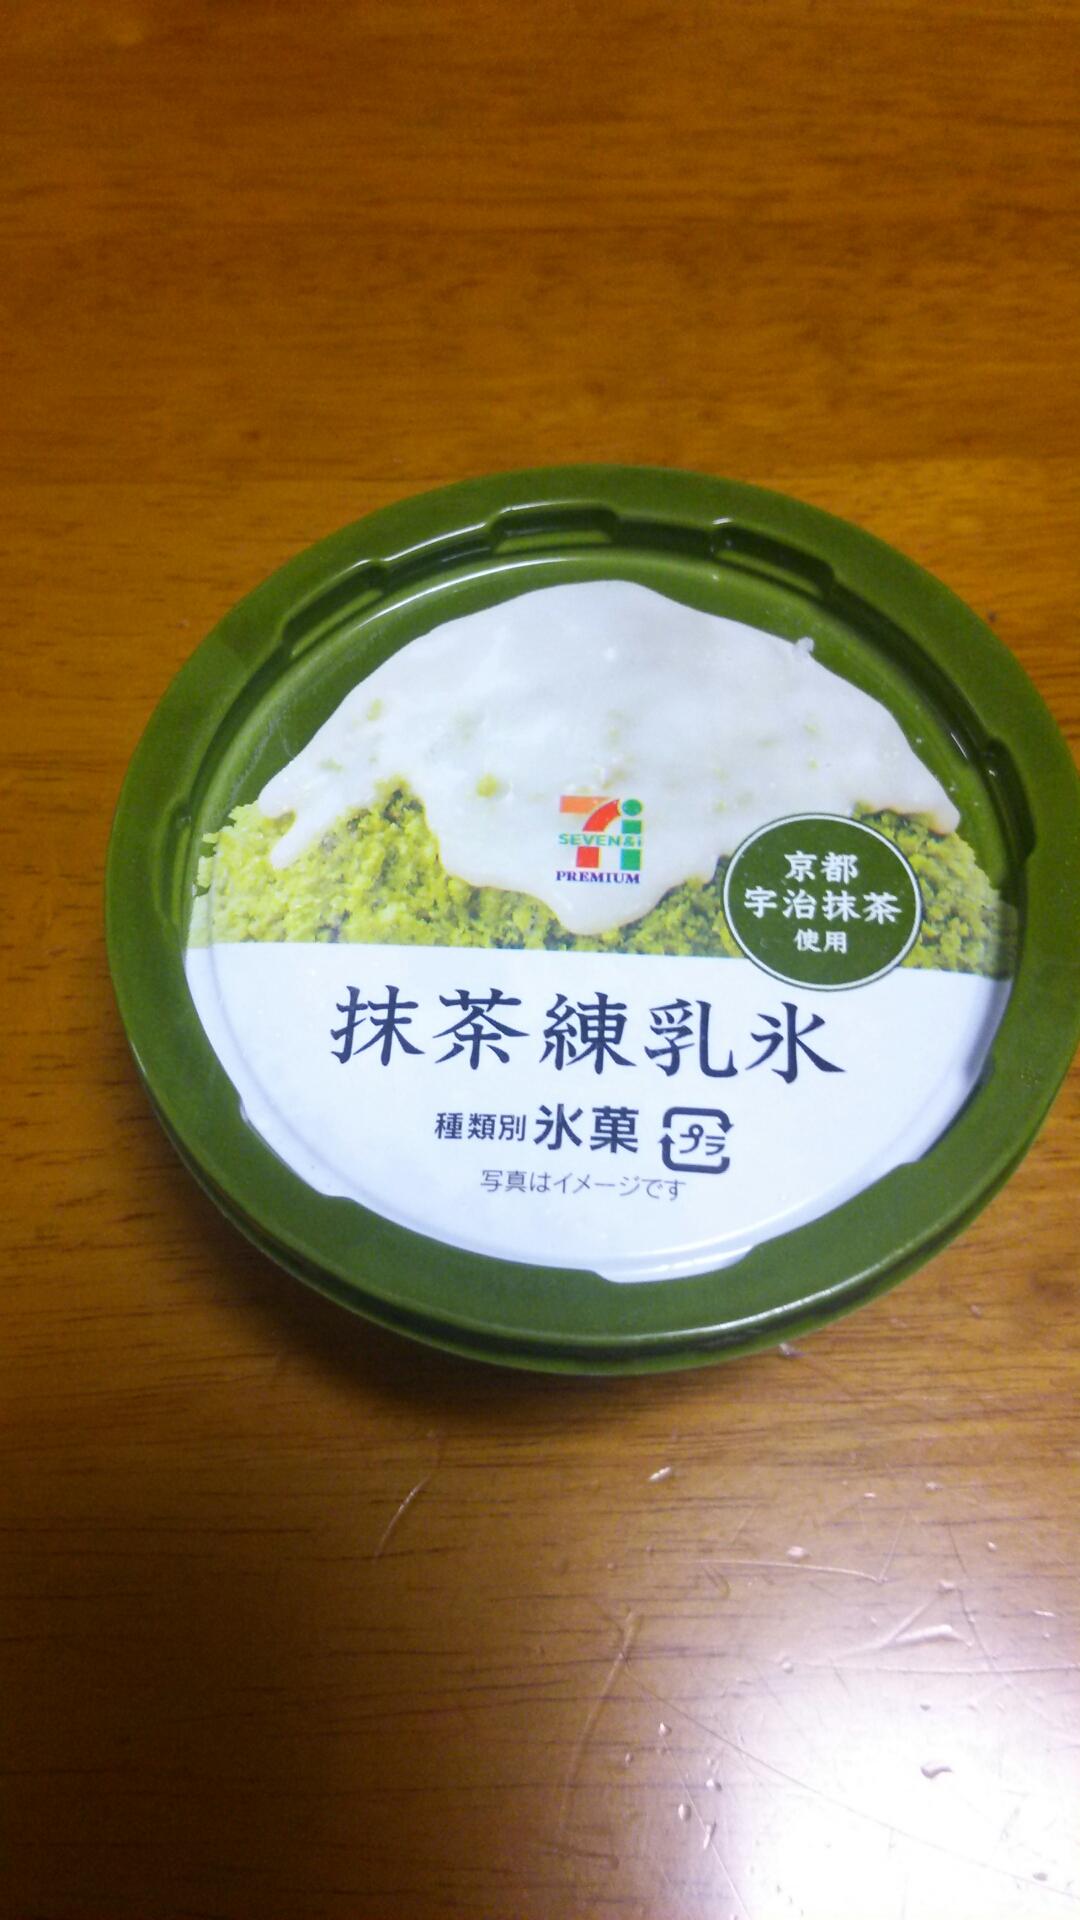 SEVEN&i
PREMIUM
京都
宇治抹茶
使用
抹茶練乳氷
種類別 氷菓 プラ
写真はイメージです